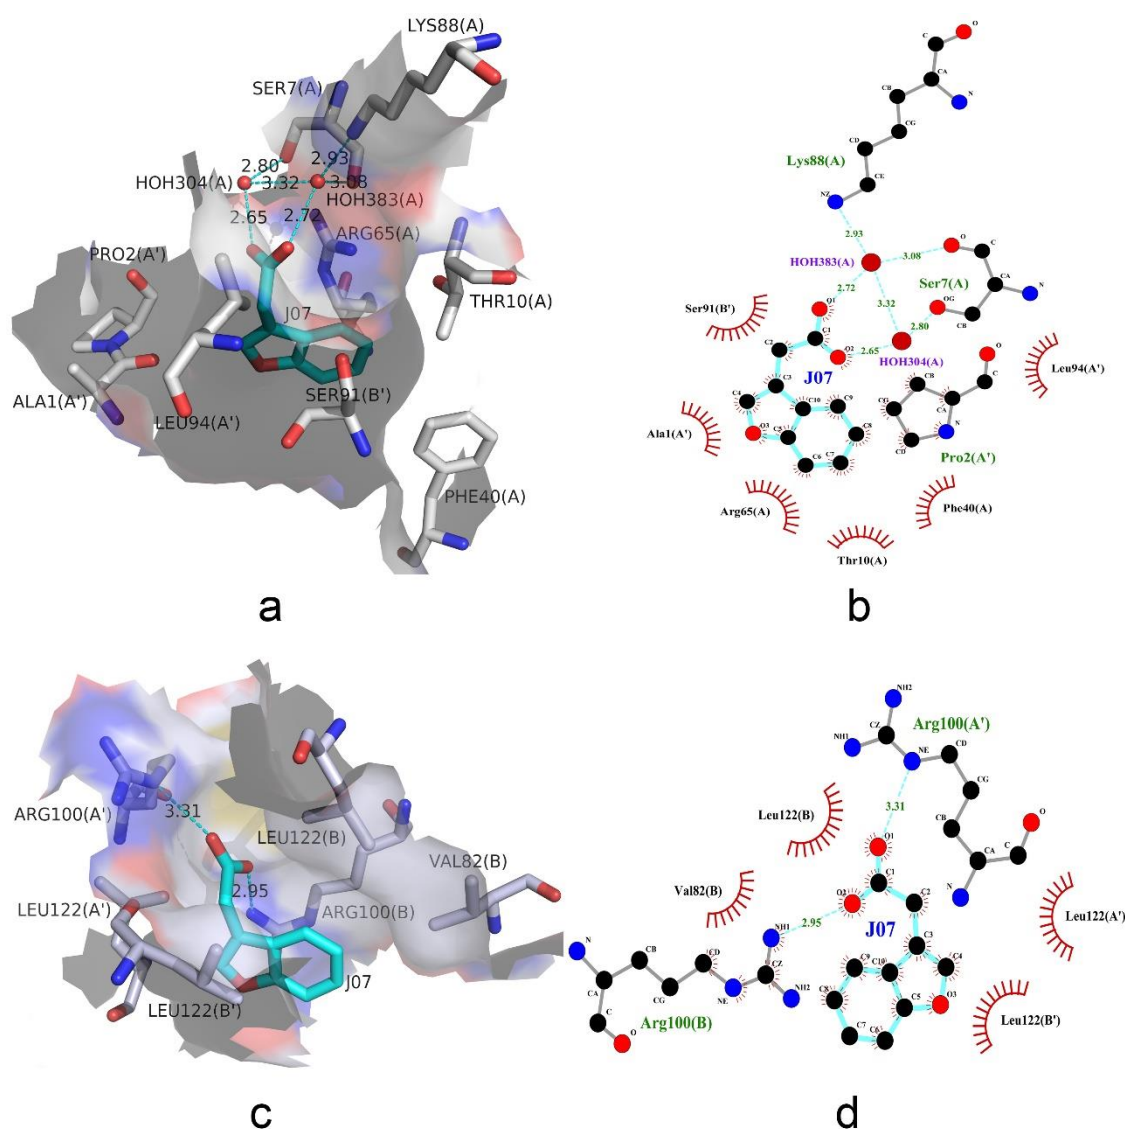 LYS88(A)
SER7(A)
2.80
2.93
HOH304(A)
3.32
3.08
HOH383(A)
2.65
2.72
ARG65(A)
PRO2(A')
THR10(A)
J07
ALA1(A')
LEU94(A')
SER91(B')
PHE40(A)
a
O
C
CA
CB
N
CG
CD
Lys88(A)
CE
NZ
2.93
HOH383(A)
3.08
O
C
Ser7(A)
CA
N
2.72
3.32
OG
CB
2.80
Ser91(B')
O1
C1
C2
O2
2.65
HOH304(A)
J07
O
C
Leu94(A')
C3
CB
C4
C10
C9
CG
CA
O3
C5
C8
N
Ala1(A')
C6
C7
CD
Pro2(A')
Arg65(A)
Phe40(A)
Thr10(A)
b
ARG100(A')
3.31
LEU122(B)
VAL82(B)
2.95
LEU122(A')
ARG100(B)
J07
LEU122(B')
c
NH2
CZ
Arg100(A')
NH1
NE
CD
CG
3.31
Leu122(B)
CB
O
O1
CA
C
C1
N
Val82(B)
O2
C2
Leu122(A')
J07
2.95
NH1
C3
N
CB
CD
CZ
C9
C10
C4
CA
CG
NE
NH2
C8
C5
O3
C
Arg100(B)
O
C7
C6
Leu122(B')
d